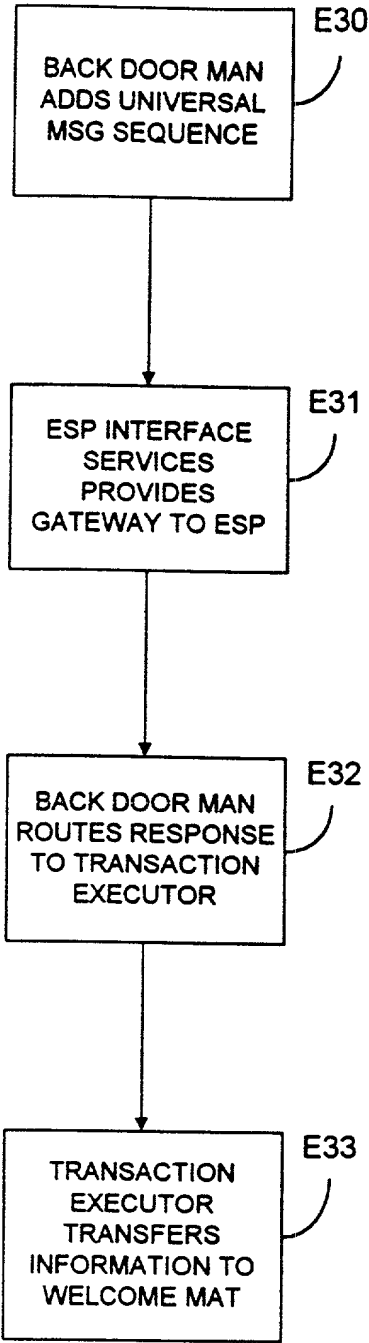 E30
BACK DOOR MAN
ADDS UNIVERSAL
MSG SEQUENCE
E31
ESP INTERFACE
SERVICES
PROVIDES
GATEWAY TO ESP
E32
BACK DOOR MAN
ROUTES RESPONSE
TO TRANSACTION
EXECUTOR
E33
TRANSACTION
EXECUTOR
TRANSFERS
INFORMATION TO
WELCOME MAT